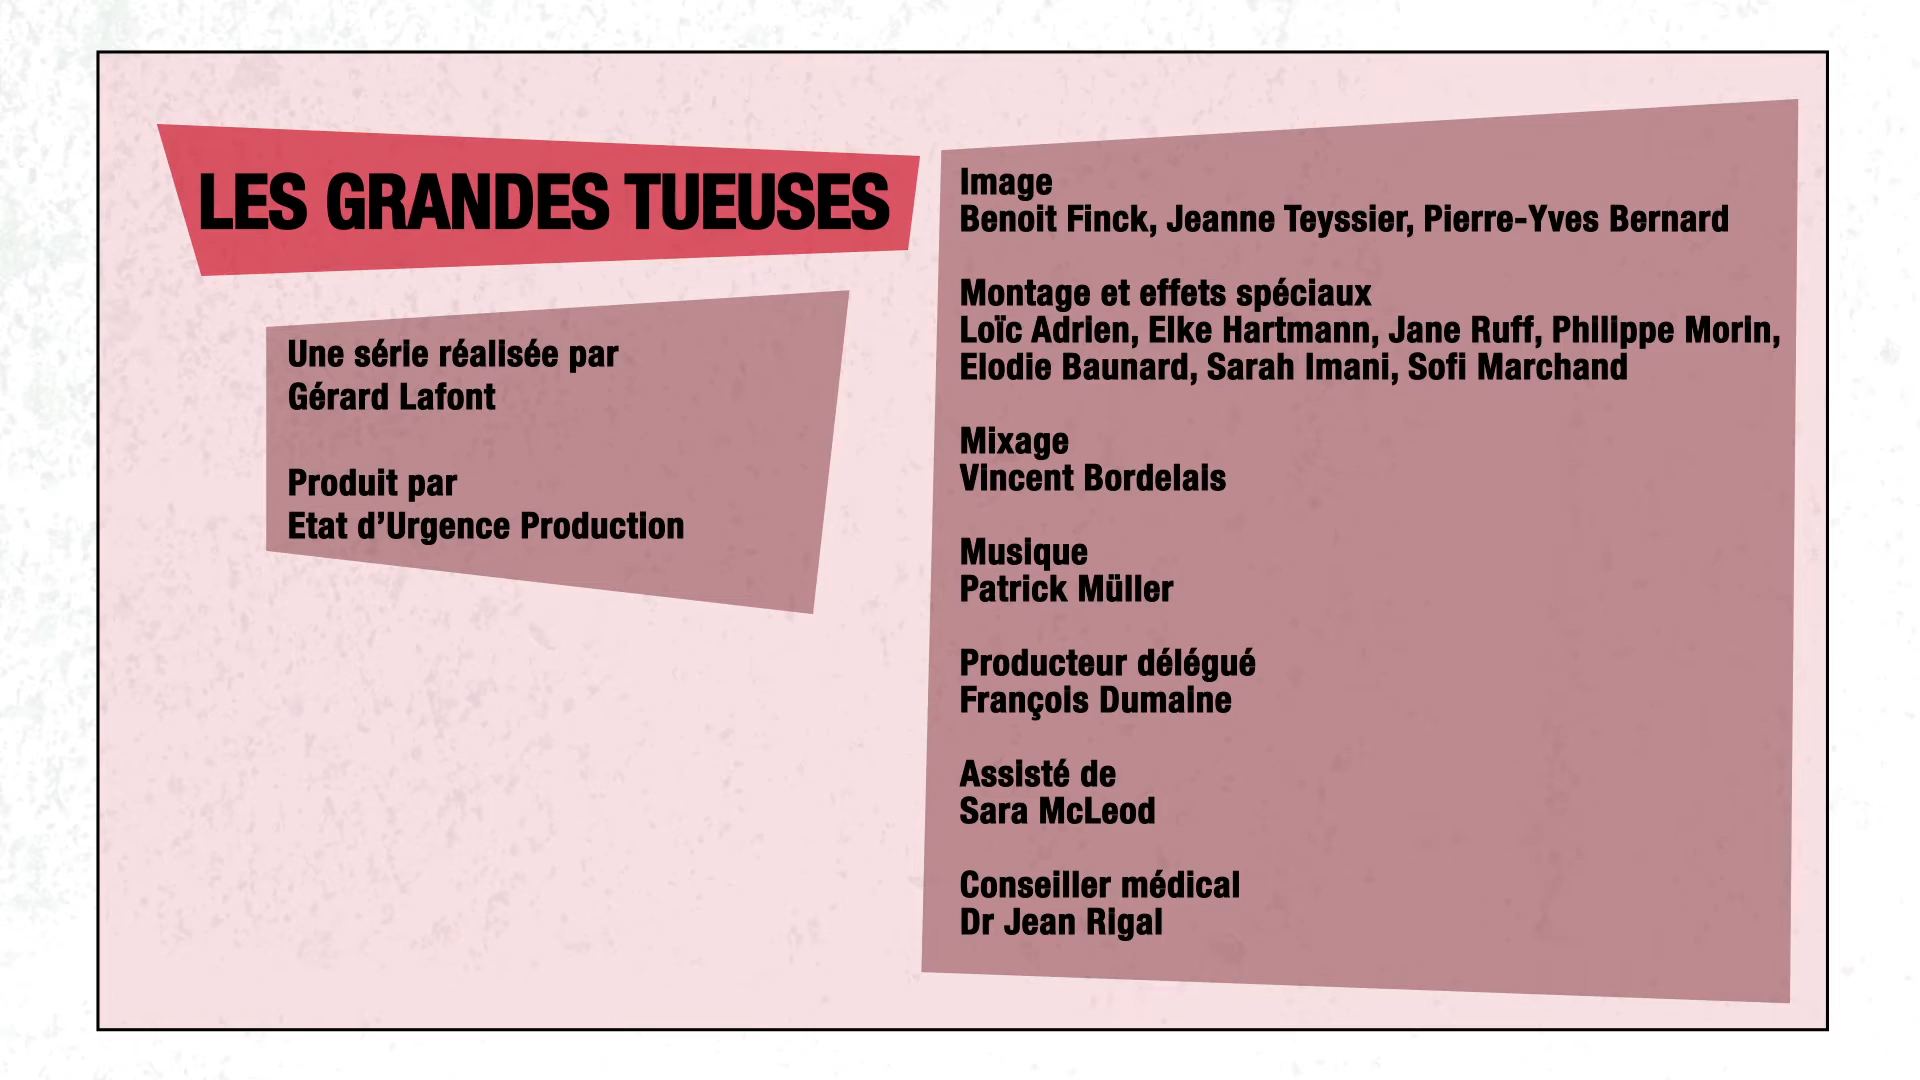 LES GRANDES TUEUSES
Une série réalisée par
Gérard Lafont
Produit par
Etat d’Urgence Production
Image
Benoit Finck, Jeanne Teyssier, Pierre-Yves Bernard
Montage et effets spéciaux
Loïc Adrien, Elke Hartmann, Jane Ruff, Philippe Morin,
Elodie Baunard, Sarah Imani, Sofi Marchand
Mixage
Vincent Bordelais
Musique
Patrick Müller
Producteur délégué
François Dumaine
Assisté de
Sara McLeod
Conseiller médical
Dr Jean Rigal